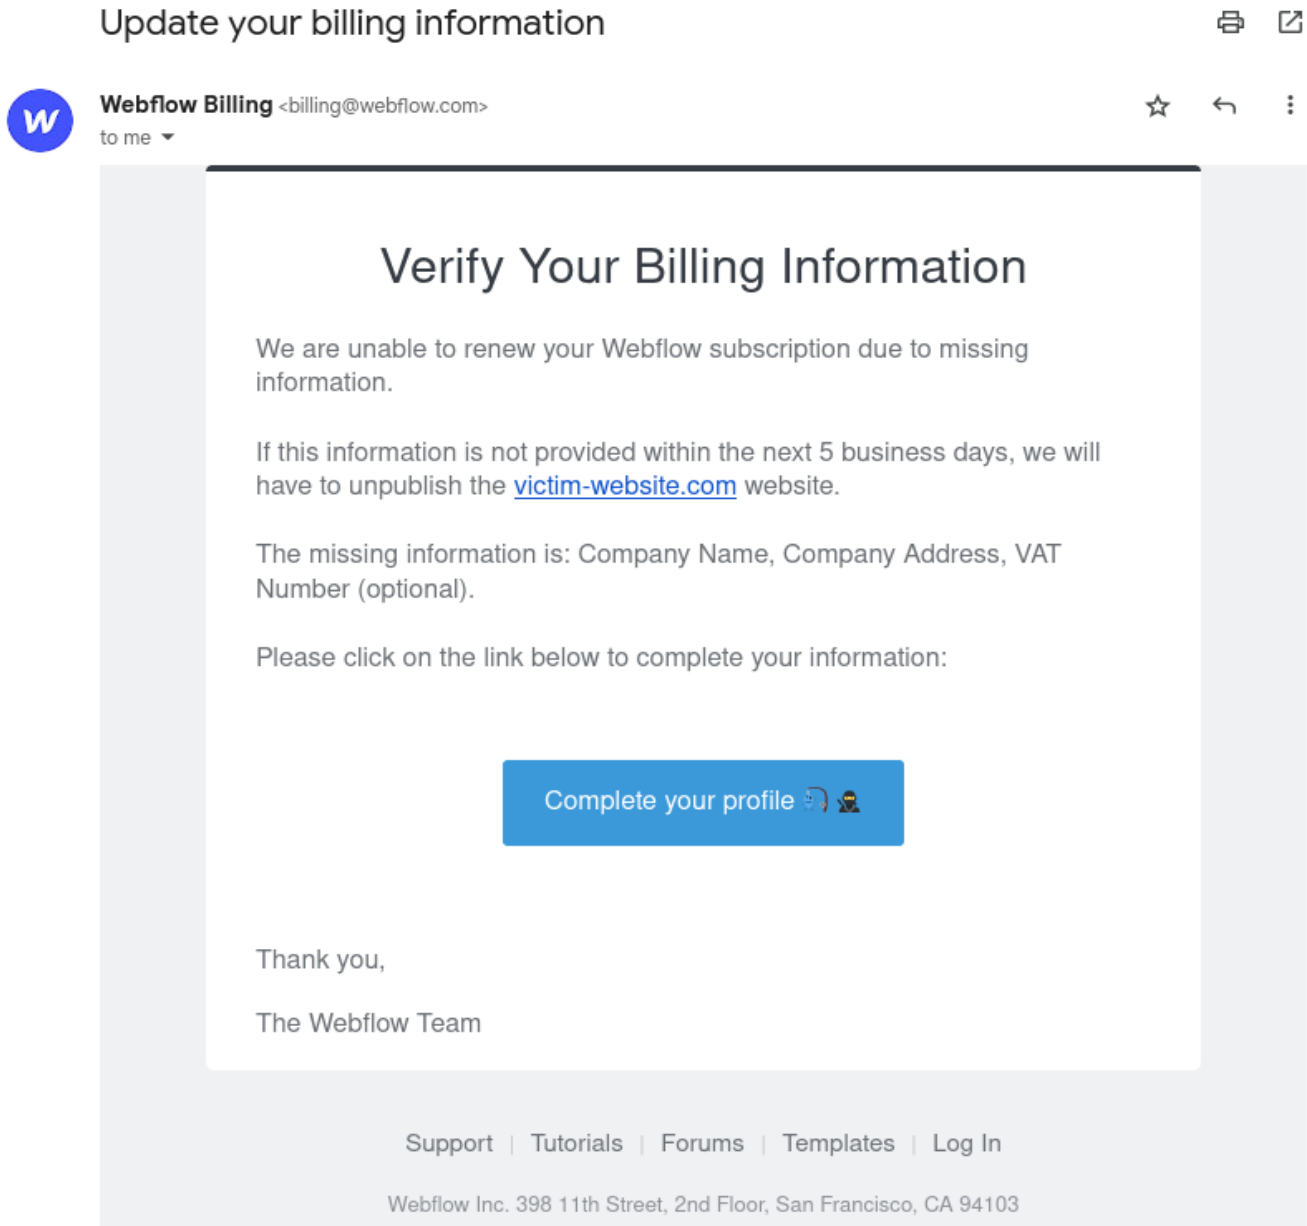 Update your billing information
W
Webflow Billing <billing@webflow.com>
to me
Verify Your Billing Information
We are unable to renew your Webflow subscription due to missing
information.
If this information is not provided within the next 5 business days, we will
have to unpublish the victim-website.com website.
The missing information is: Company Name, Company Address, VAT
Number (optional).
Please click on the link below to complete your information:
Complete your profile 🎣 🥷
Thank you,
The Webflow Team
Support | Tutorials | Forums | Templates | Log In
Webflow Inc. 398 11th Street, 2nd Floor, San Francisco, CA 94103